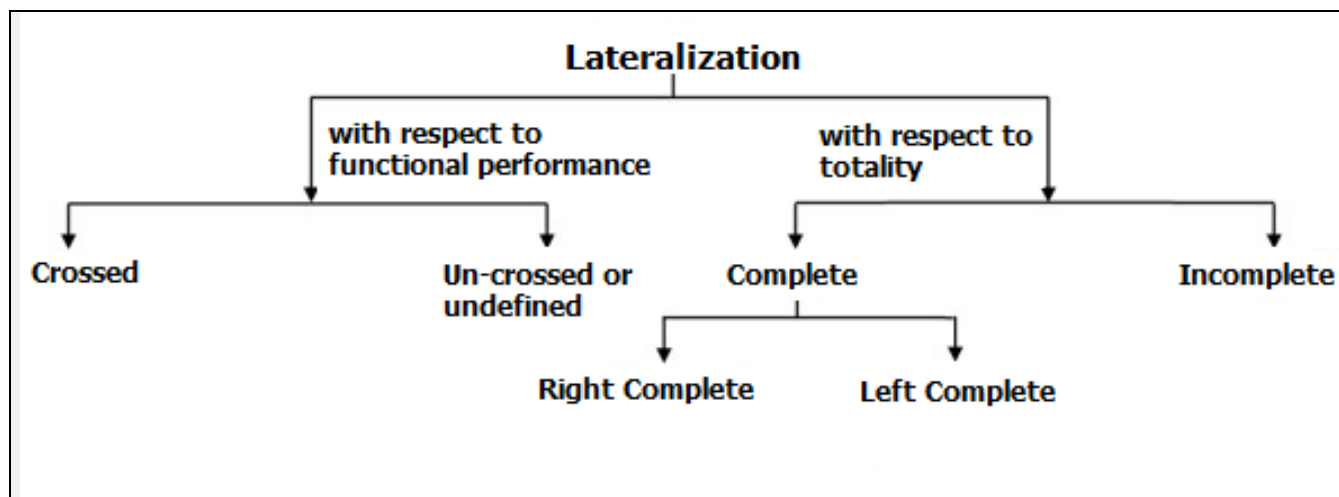 Lateralization
with respect to
functional performance
with respect to
totality
Crossed
Un-crossed or
undefined
Complete
Incomplete
Right Complete
Left Complete